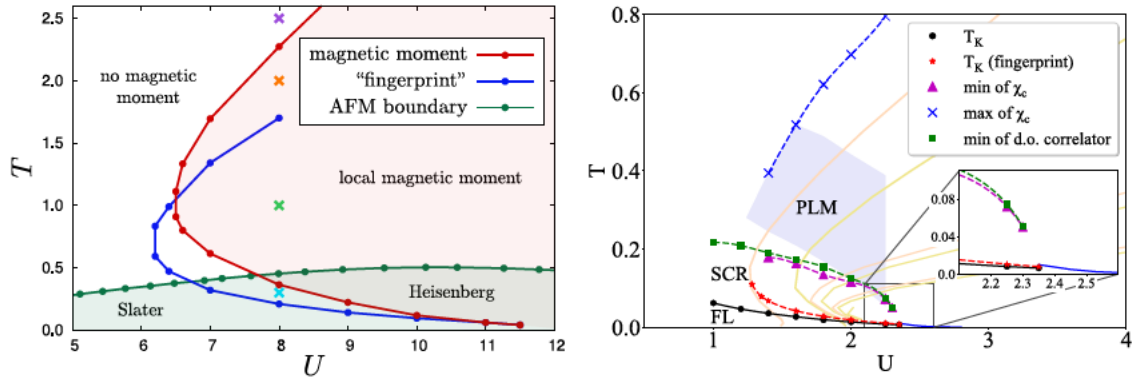 2.5
2.0
1.5
1.0
0.5
0.0
T
5
6
7
8
9
10
11
12
U
no magnetic
moment
magnetic moment
“fingerprint”
AFM boundary
local magnetic moment
Slater
Heisenberg
0.8
0.6
0.4
0.2
0.0
T
1
2
3
4
U
T_K
T_K (fingerprint)
min of χ_c
max of χ_c
min of d.o. correlator
PLM
SCR
FL
0.08
0.04
0.0
2.2
2.3
2.4
2.5